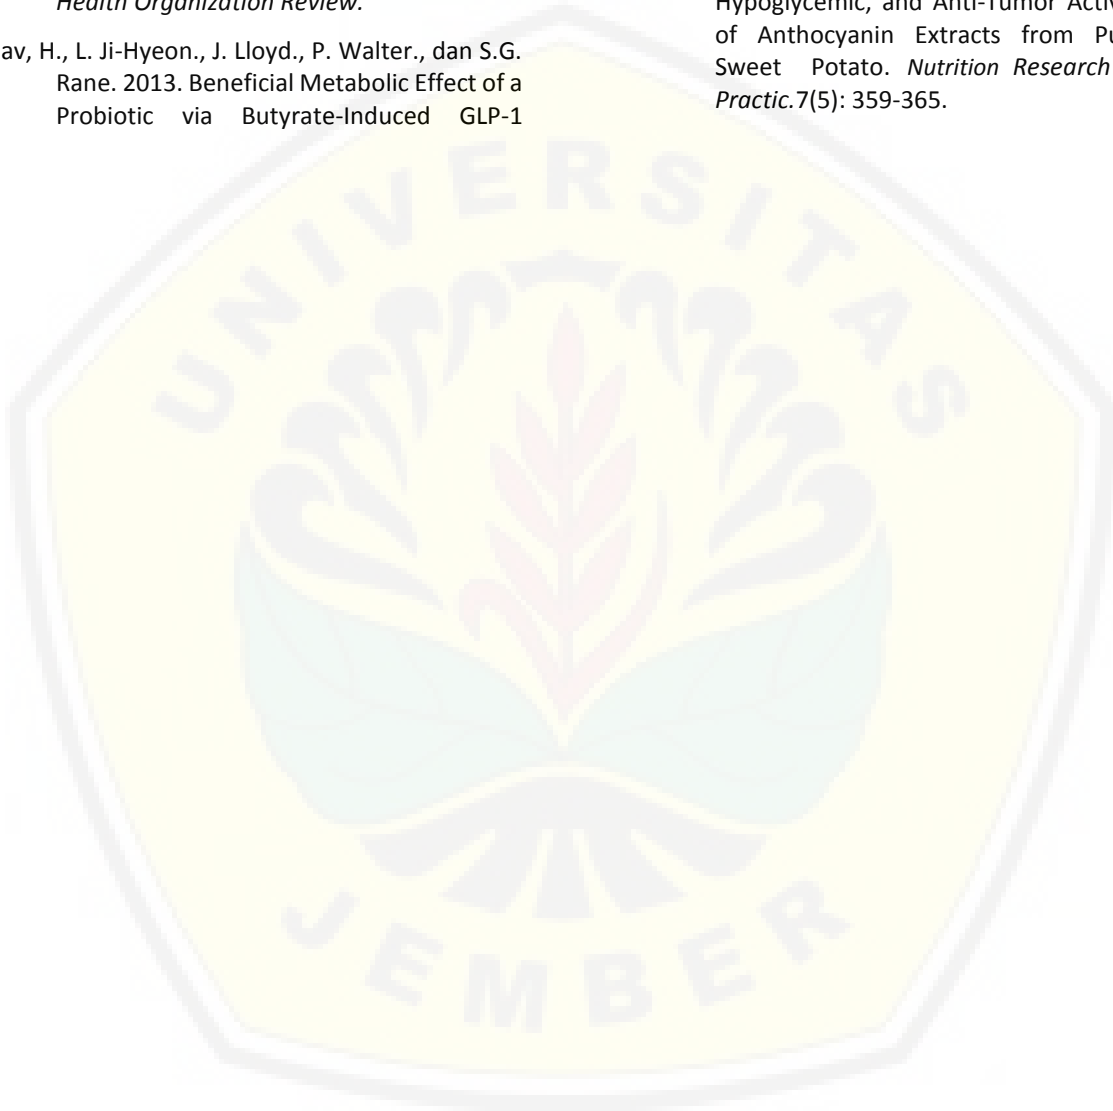 Health Organization Review.
av, H., L. Ji-Hyeon., J. Lloyd., P. Walter., dan S.G.
Rane. 2013. Beneficial Metabolic Effect of a
Probiotic via Butyrate-Induced GLP-1
Hypoglycemic, and Anti-Tumor Activ
of Anthocyanin Extracts from Pu
Sweet Potato. Nutrition Research
Practic.7(5): 359-365.
UNIVERSITAS
JEMBER